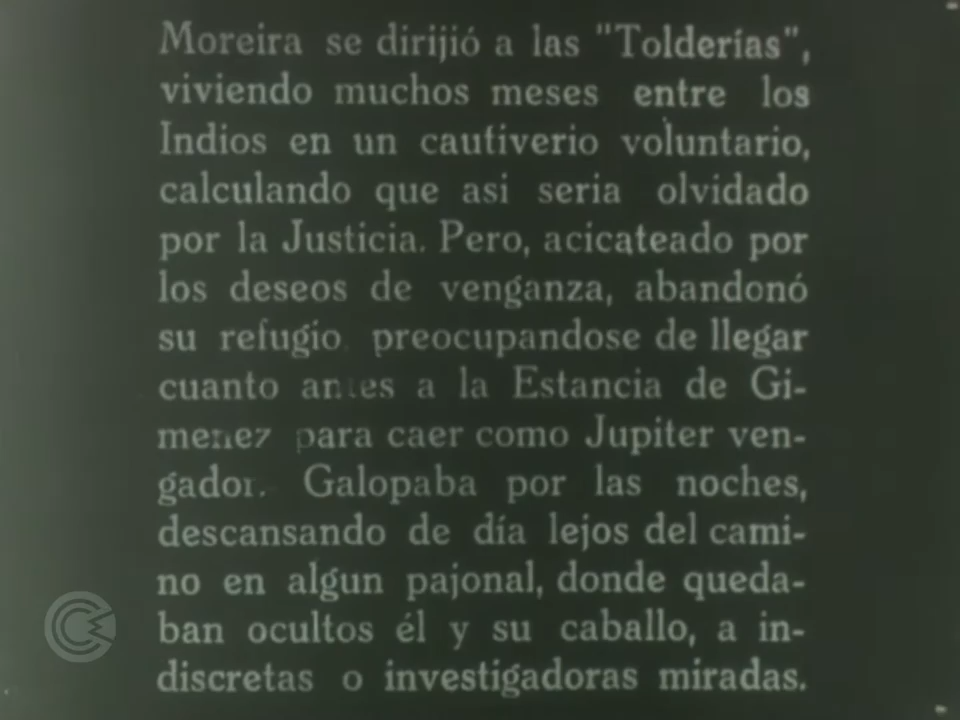 Moreira se dirijió a las "Tolderías",
viviendo muchos meses entre los
Indios en un cautiverio voluntario,
calculando que asi seria olvidado
por la Justicia. Pero, acicateado por
los deseos de venganza, abandonó
su refugio preocupandose de llegar
cuanto antes a la Estancia de Gi-
menez para caer como Jupiter ven-
gador. Galopaba por las noches,
descansando de día lejos del cami-
no en algun pajonal, donde queda-
ban ocultos él y su caballo, a in-
discretas o investigadoras miradas.